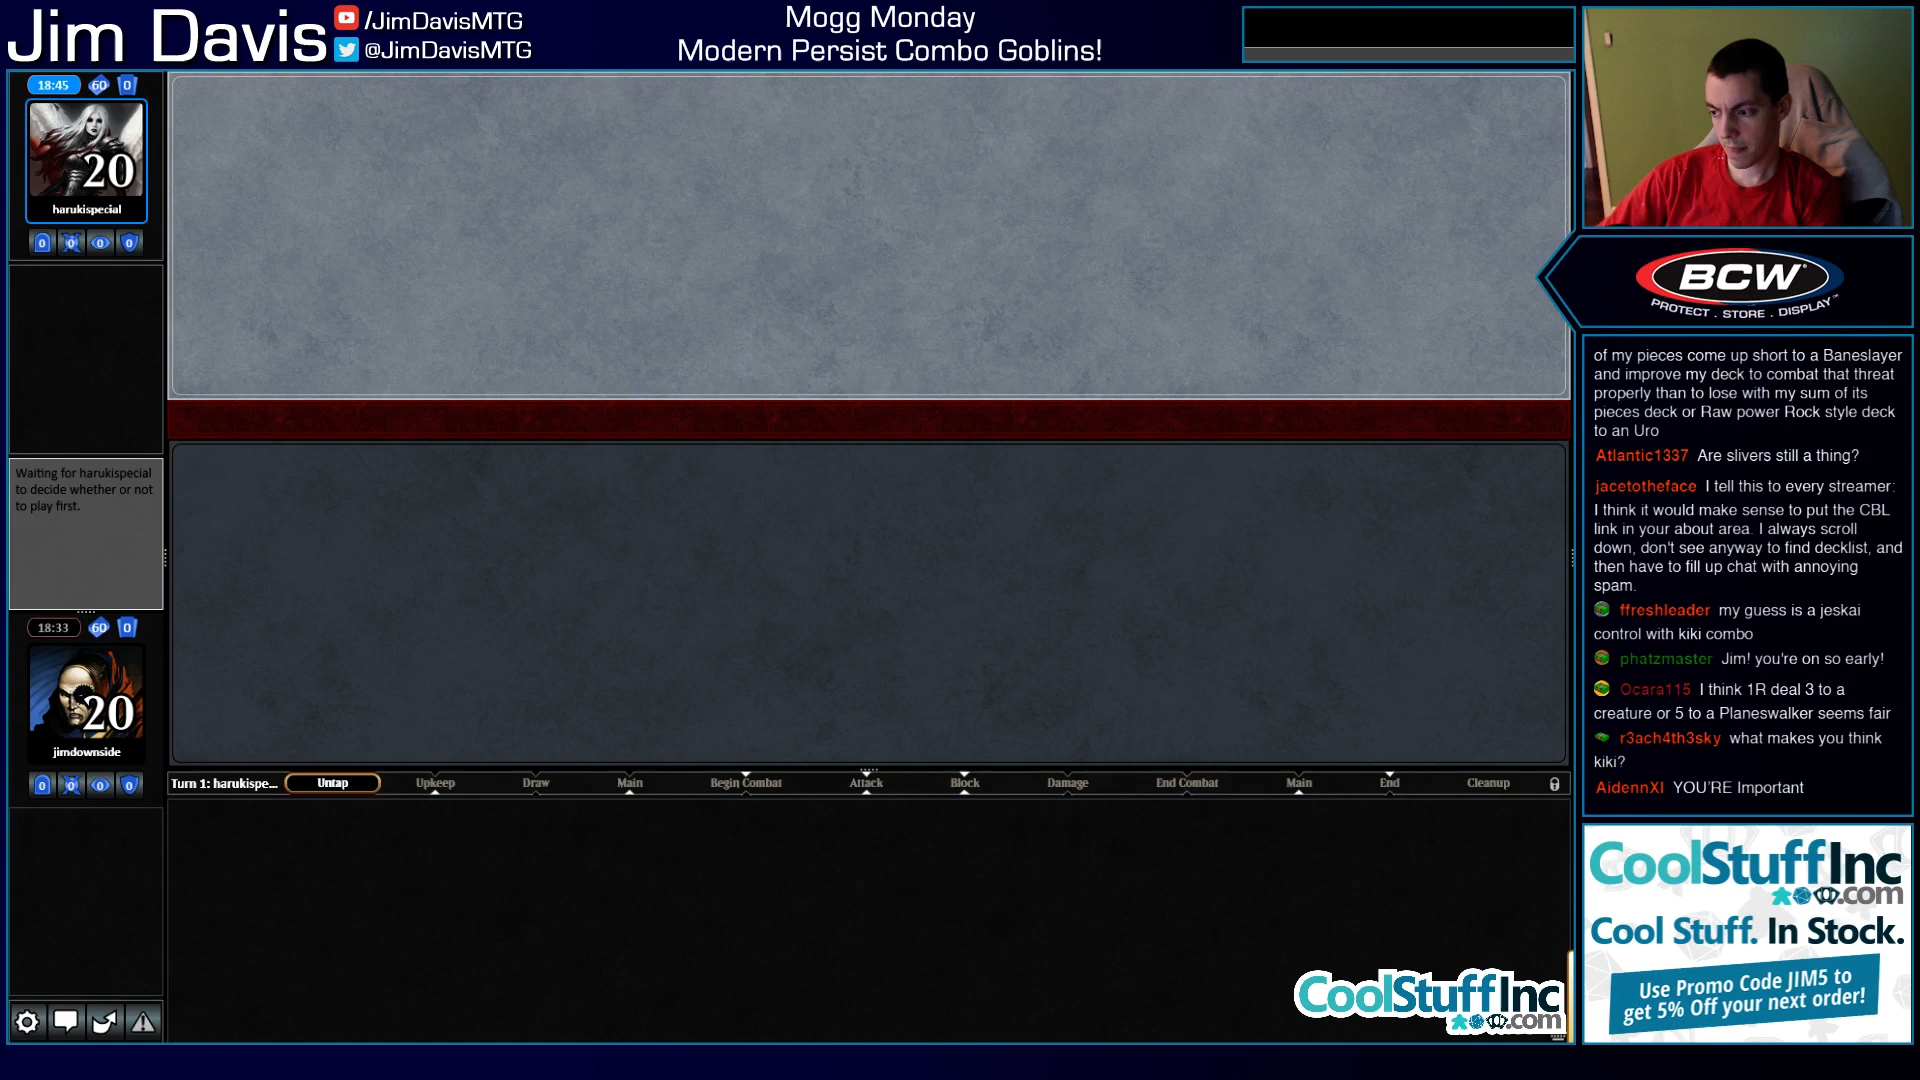 Jim Davis
/JimDavisMTG
@JimDavisMTG
Mogg Monday
Modern Persist Combo Goblins!
18:45
60
0
20
harukispecial
0
0
0
0
Waiting for harukispecial
to decide whether or not
to play first.
18:33
60
0
20
jimdownside
0
0
0
0
Turn 1: harukispe...
Untap
Upkeep
Draw
Main
Begin Combat
Attack
Block
Damage
End Combat
Main
End
Cleanup
CoolStuffInc
.com
BCW
PROTECT . STORE . DISPLAY
of my pieces come up short to a Baneslayer
and improve my deck to combat that threat
properly than to lose with my sum of its
pieces deck or Raw power Rock style deck
to an Uro
Atlantic1337 Are slivers still a thing?
jacetotheface I tell this to every streamer:
I think it would make sense to put the CBL
link in your about area. I always scroll
down, don't see anyway to find decklist, and
then have to fill up chat with annoying
spam.
ffreshleader my guess is a jeskai
control with kiki combo
phatzmaster Jim! you're on so early!
Ocara115 I think 1R deal 3 to a
creature or 5 to a Planeswalker seems fair
r3ach4th3sky what makes you think
kiki?
AidennXI YOU'RE Important
CoolStuffInc
.com
Cool Stuff. In Stock.
Use Promo Code JIM5 to
get 5% Off your next order!